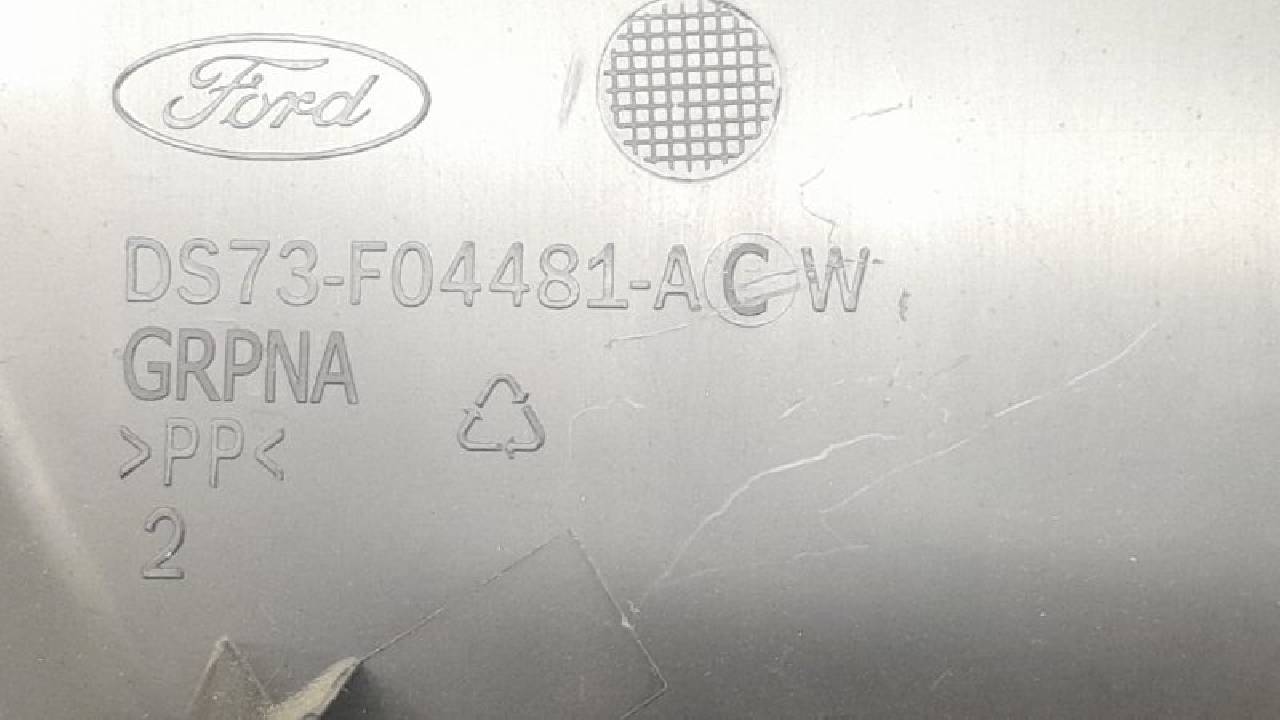 Ford
DS73-F04481-ACW
GRPNA
>PP<
2